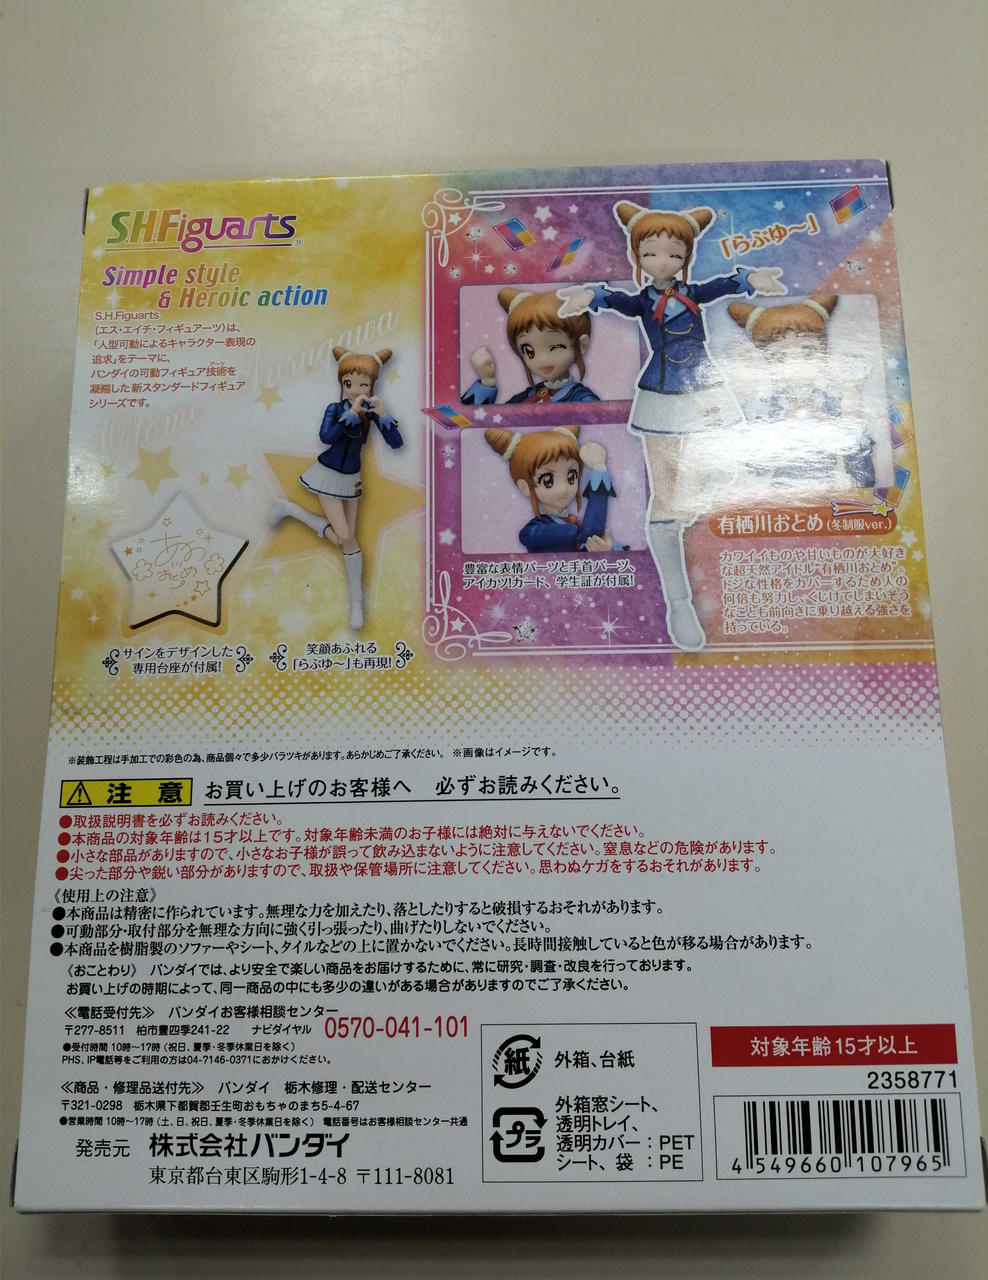 S.H.Figuarts®
Simple style
& Heroic action
S.H.Figuarts
(エス・エイチ・フィギュアーツ)は、
「人型可動によるキャラクター表現の
追求」をテーマに、
バンダイの可動フィギュア技術を
凝縮した新スタンダードフィギュア
シリーズです。
Otome Arisugawa
サインをデザインした
専用台座が付属!
笑顔あふれる
「らぶゆ〜」も再現!
「らぶゆ〜」
豊富な表情パーツと手首パーツ、
アイカツ!カード、学生証が付属!
有栖川おとめ(冬制服ver.)
カワイイものや甘いものが大好き
な超天然アイドル“有栖川おとめ”。
ドジな性格をカバーするため人の
何倍も努力し、くじけてしまいそう
なことも前向きに乗り越える強さを
持っている。
※装飾工程は手加工での彩色の為、商品個々で多少バラツキがあります。あらかじめご了承ください。 ※画像はイメージです。
⚠ 注 意 お買い上げのお客様へ 必ずお読みください。
●取扱説明書を必ずお読みください。
●本商品の対象年齢は15才以上です。対象年齢未満のお子様には絶対に与えないでください。
●小さな部品がありますので、小さなお子様が誤って飲み込まないように注意してください。窒息などの危険があります。
●尖った部分や鋭い部分がありますので、取扱や保管場所に注意してください。思わぬケガをするおそれがあります。
《使用上の注意》
●本商品は精密に作られています。無理な力を加えたり、落としたりすると破損するおそれがあります。
●可動部分・取付部分を無理な方向に強く引っ張ったり、曲げたりしないでください。
●本商品を樹脂製のソファーやシート、タイルなどの上に置かないでください。長時間接触していると色が移る場合があります。
《おことわり》 バンダイでは、より安全で楽しい商品をお届けするために、常に研究・調査・改良を行っております。
お買い上げの時期によって、同一商品の中にも多少の違いがある場合がありますのでご了承ください。
≪電話受付先≫ バンダイお客様相談センター
〒277-8511 柏市豊四季241-22 ナビダイヤル 0570-041-101
●受付時間 10時〜17時(祝日、夏季・冬季休業日を除く)
PHS、IP電話等をご利用の方は04-7146-0371におかけください。
≪商品・修理品送付先≫ バンダイ 栃木修理・配送センター
〒321-0298 栃木県下都賀郡壬生町おもちゃのまち5-4-67
●営業時間 10時〜17時(土、日、祝日、夏季・冬季休業日を除く) 電話番号はお客様相談センター共通
発売元 株式会社バンダイ
東京都台東区駒形1-4-8 〒111-8081
紙 外箱、台紙
プラ 外箱窓シート、
透明トレイ、
透明カバー：PET
シート、袋 ：PE
対象年齢15才以上
2358771
4 549660 107965